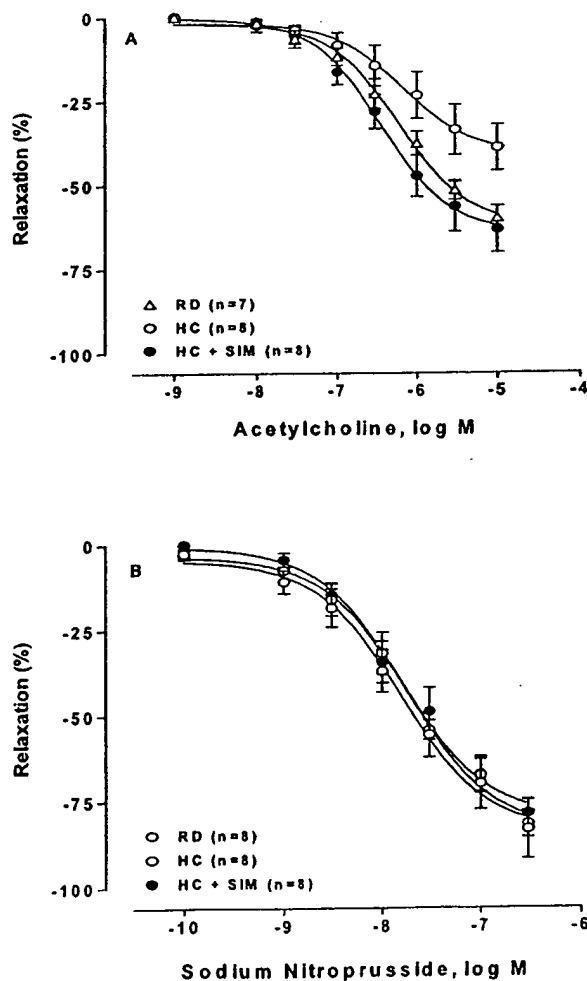 A
0
-25
-50
-75
-100
Relaxation (%)
RD (n=7)
HC (n=8)
HC + SIM (n=8)
-9
-8
-7
-6
-5
-4
Acetylcholine, log M
B
0
-25
-50
-75
-100
Relaxation (%)
RD (n=8)
HC (n=8)
HC + SIM (n=8)
-10
-9
-8
-7
-6
Sodium Nitroprusside, log M